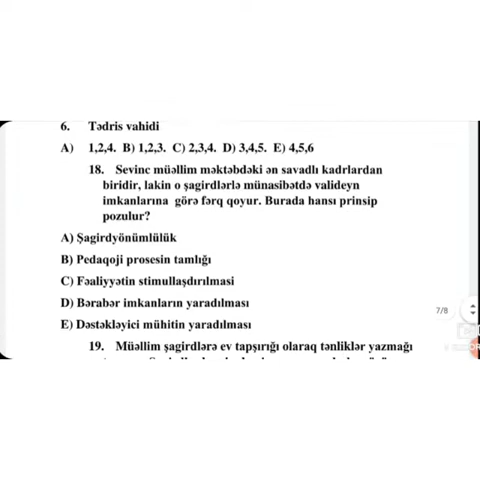 6. Tədris vahidi
A) 1,2,4. B) 1,2,3. C) 2,3,4. D) 3,4,5. E) 4,5,6
18. Sevinc müəllim məktəbdəki ən savadlı kadrlardan
biridir, lakin o şagirdlərlə münasibətdə valideyn
imkanlarına görə fərq qoyur. Burada hansı prinsip
pozulur?
A) Şagirdyönümlülük
B) Pedaqoji prosesin tamlığı
C) Fəaliyyətin stimullaşdırılması
D) Bərabər imkanların yaradılması
7/8
E) Dəstəkləyici mühitin yaradılması
19. Müəllim şagirdlərə ev tapşırığı olaraq tənliklər yazmağı